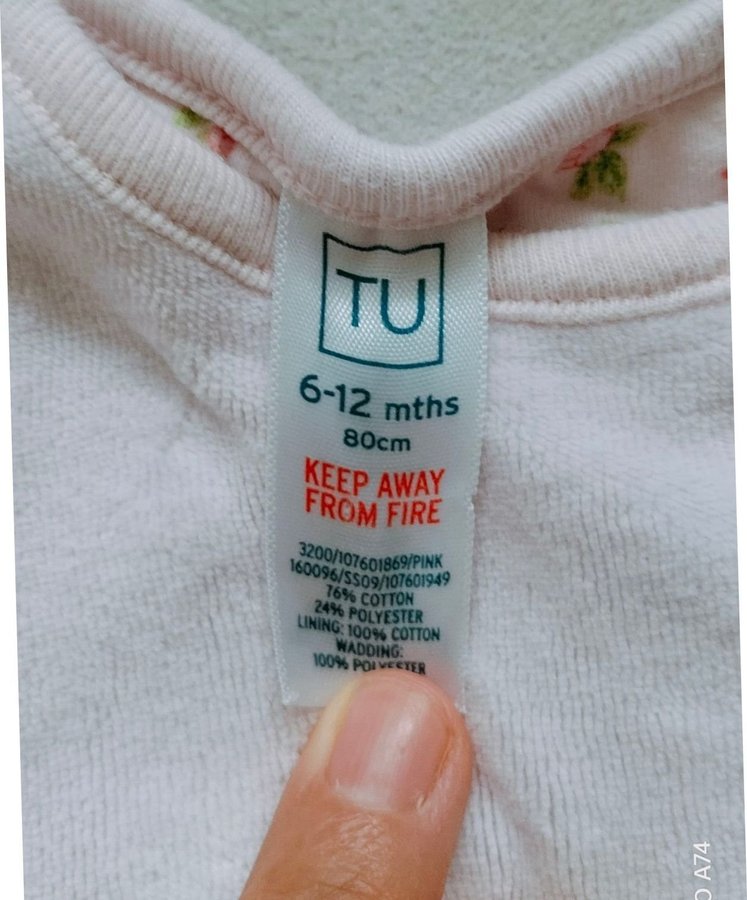 TU
6-12 mths
80cm
KEEP AWAY
FROM FIRE
3200/107601869/PINK
160096/SS09/107601949
76% COTTON
24% POLYESTER
LINING: 100% COTTON
WADDING:
100% POLYESTER
O A74